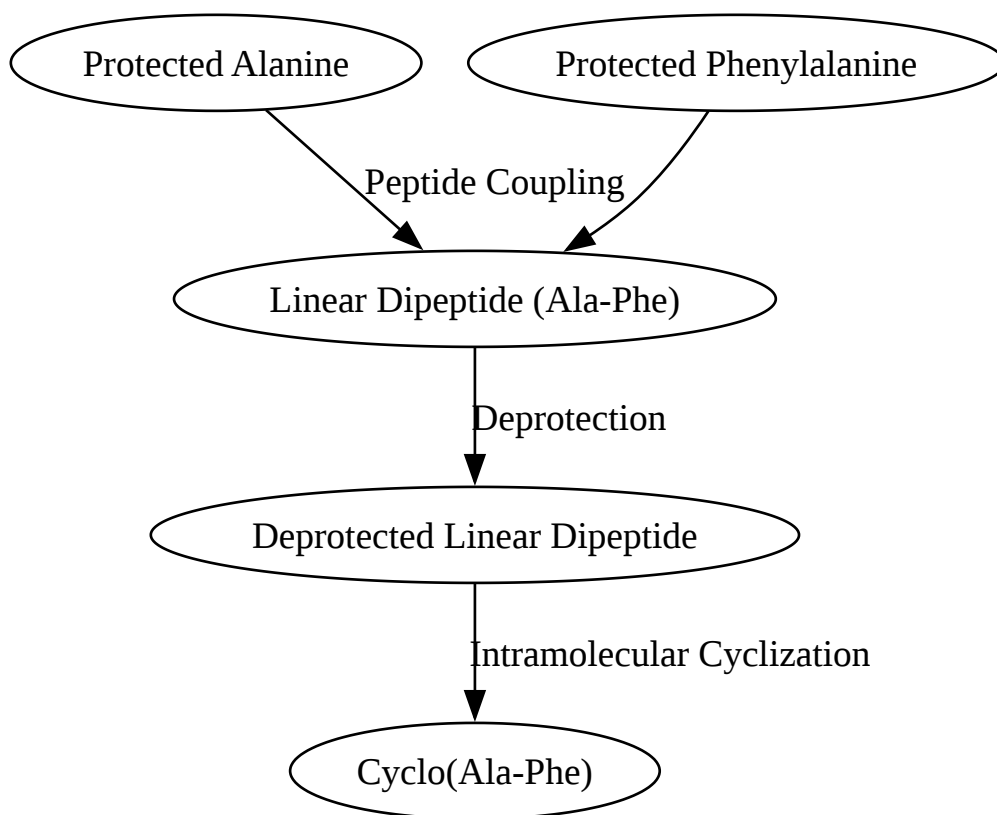 Protected Alanine
Protected Phenylalanine
Peptide Coupling
Linear Dipeptide (Ala-Phe)
Deprotection
Deprotected Linear Dipeptide
Intramolecular Cyclization
Cyclo(Ala-Phe)